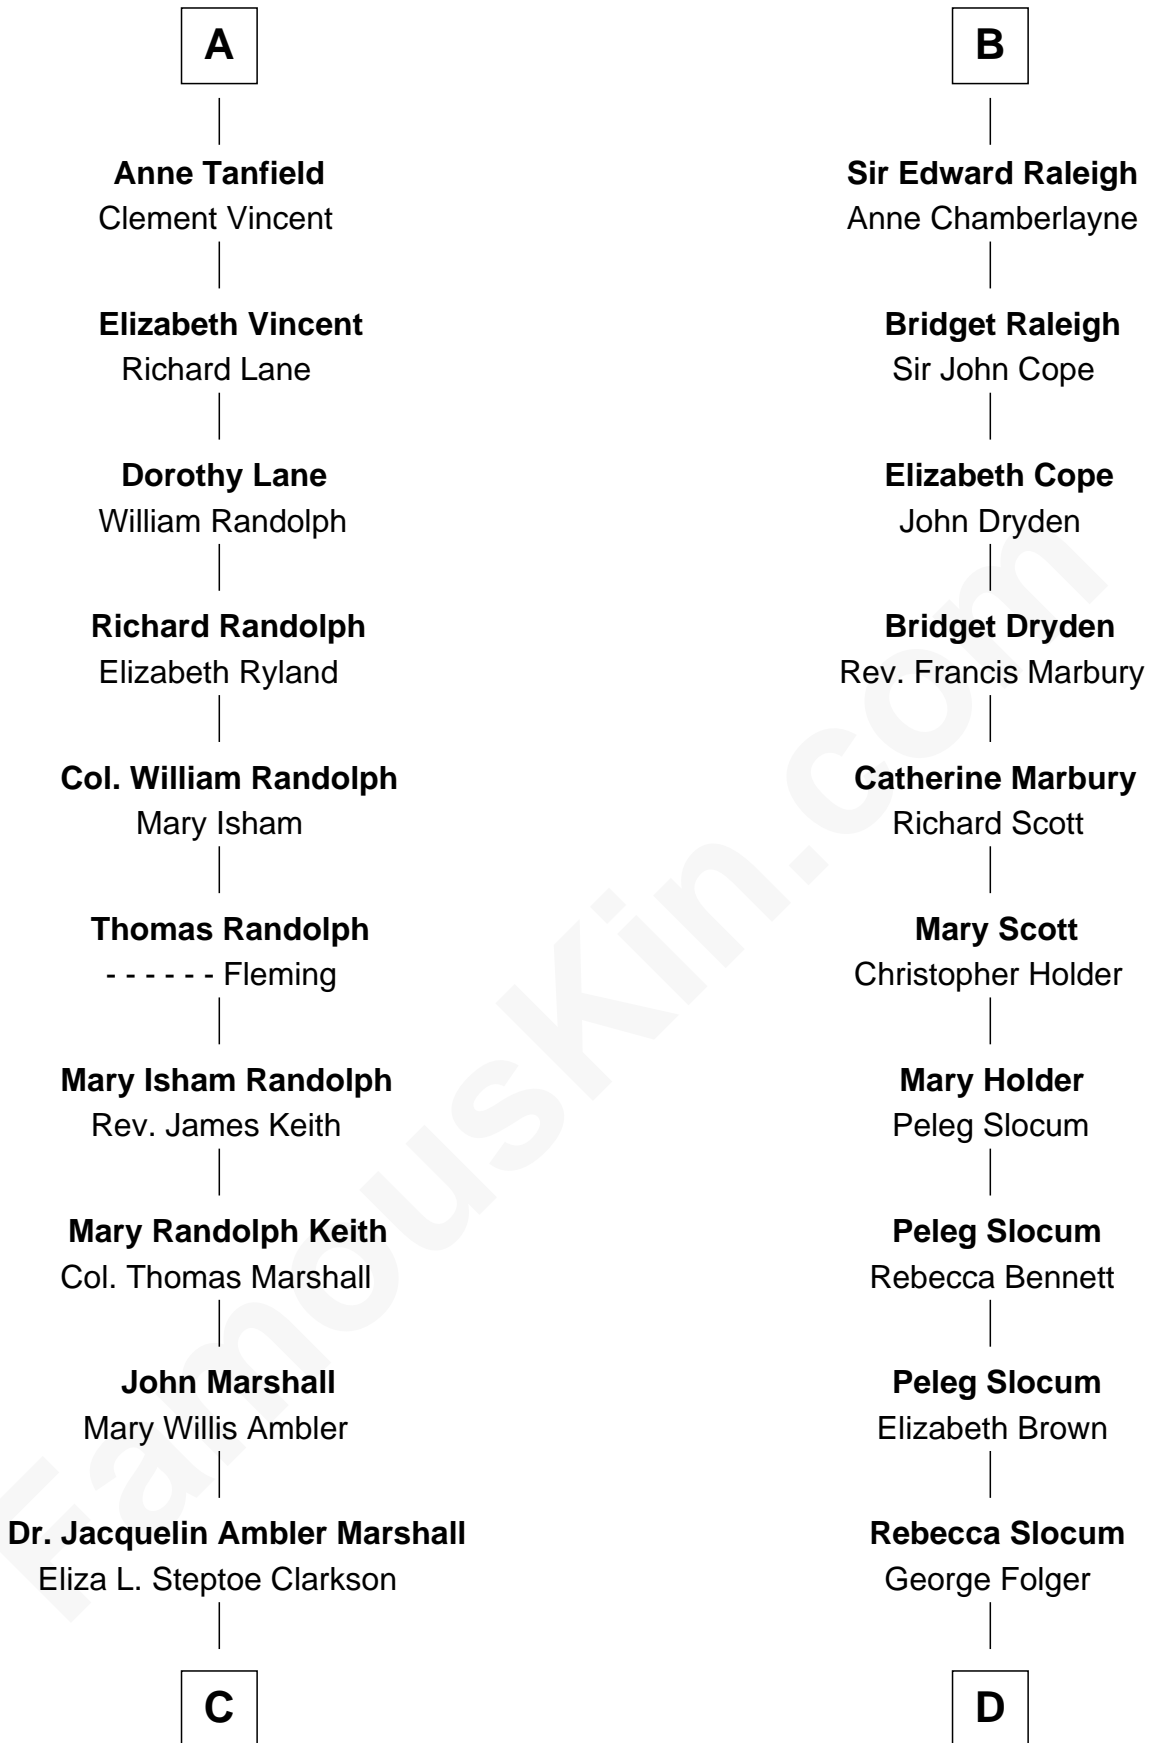 A
Anne Tanfield
Clement Vincent
Elizabeth Vincent
Richard Lane
Dorothy Lane
William Randolph
Richard Randolph
Elizabeth Ryland
Col. William Randolph
Mary Isham
Thomas Randolph
- - - - - - Fleming
Mary Isham Randolph
Rev. James Keith
Mary Randolph Keith
Col. Thomas Marshall
John Marshall
Mary Willis Ambler
Dr. Jacquelin Ambler Marshall
Eliza L. Steptoe Clarkson
C
B
Sir Edward Raleigh
Anne Chamberlayne
Bridget Raleigh
Sir John Cope
Elizabeth Cope
John Dryden
Bridget Dryden
Rev. Francis Marbury
Catherine Marbury
Richard Scott
Mary Scott
Christopher Holder
Mary Holder
Peleg Slocum
Peleg Slocum
Rebecca Bennett
Peleg Slocum
Elizabeth Brown
Rebecca Slocum
George Folger
D
FamousKin.com